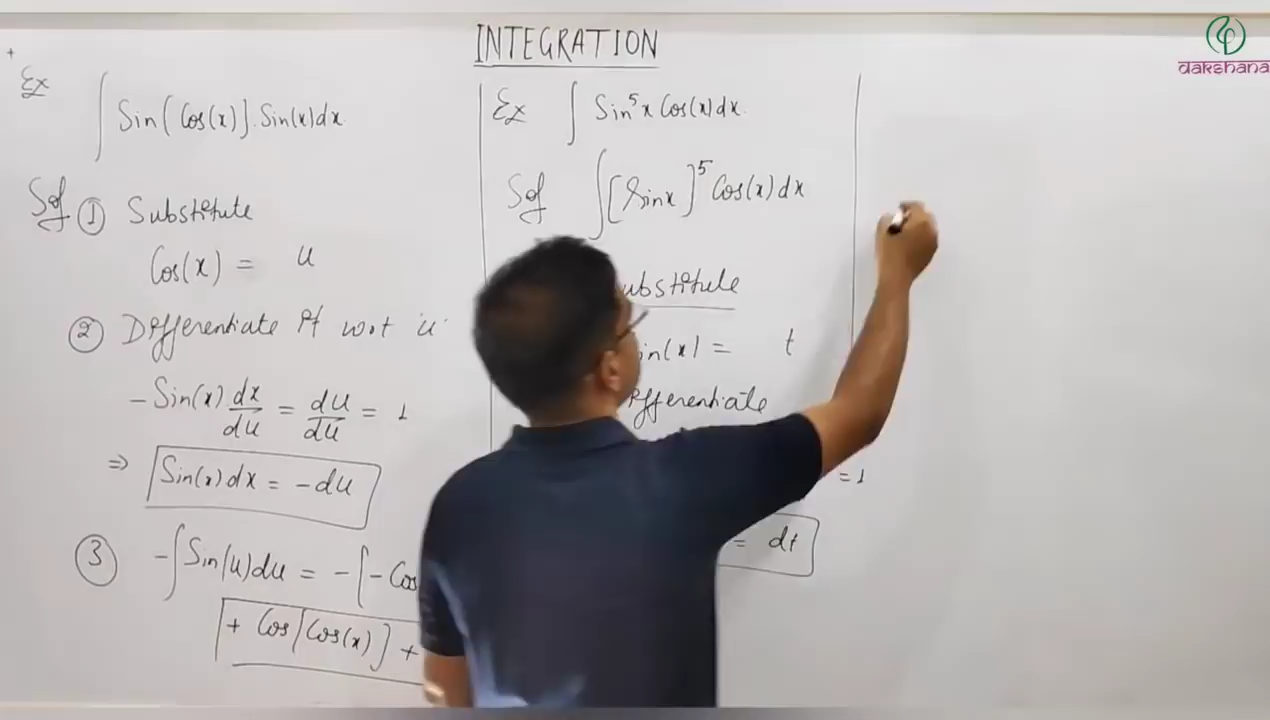 INTEGRATION
dakshana
Ex ∫ Sin[Cos(x)].Sin(x)dx
Sol ① Substitute
Cos(x) = u
② Differentiate it wrt 'u'
-Sin(x) dx/du = du/du = 1
⇒ Sin(x)dx = -du
③ -∫Sin(u)du = -[-Cos
+ Cos[Cos(x)] +
Ex ∫ Sin⁵x Cos(x)dx.
Sol ∫[Sinx]⁵ Cos(x)dx
ubstitute
in(x) = t
fferentiate
= 1
= dt